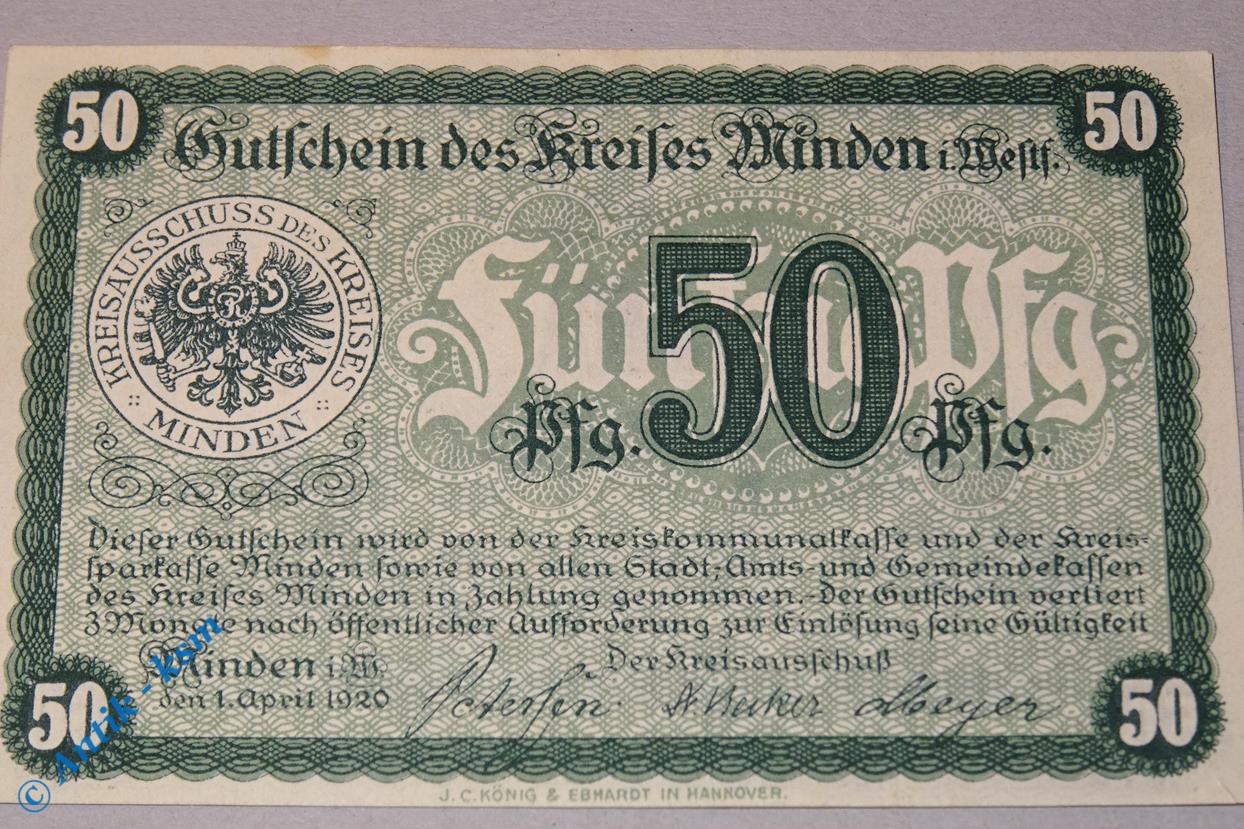 50
50
Gutschein des Kreises Minden i. Westf.
KREISAUSSCHUSS DES KREISES
MINDEN
Pfg.
Pfg. 50 Pfg.
Dieser Gutschein wird von der Kreiskommunalkasse und der Kreis-
sparkasse Minden sowie von allen Stadt-, Amts- und Gemeindekassen
des Kreises Minden in Zahlung genommen.-Der Gutschein verliert
3 Monate nach öffentlicher Aufforderung zur Einlösung seine Gültigkeit
Minden i. W.
Der Kreisausschuß
den 1. April 1920
Petersen. Becker Meyer
50
50
J. C. KÖNIG & EBHARDT IN HANNOVER.
© Antik - ksm